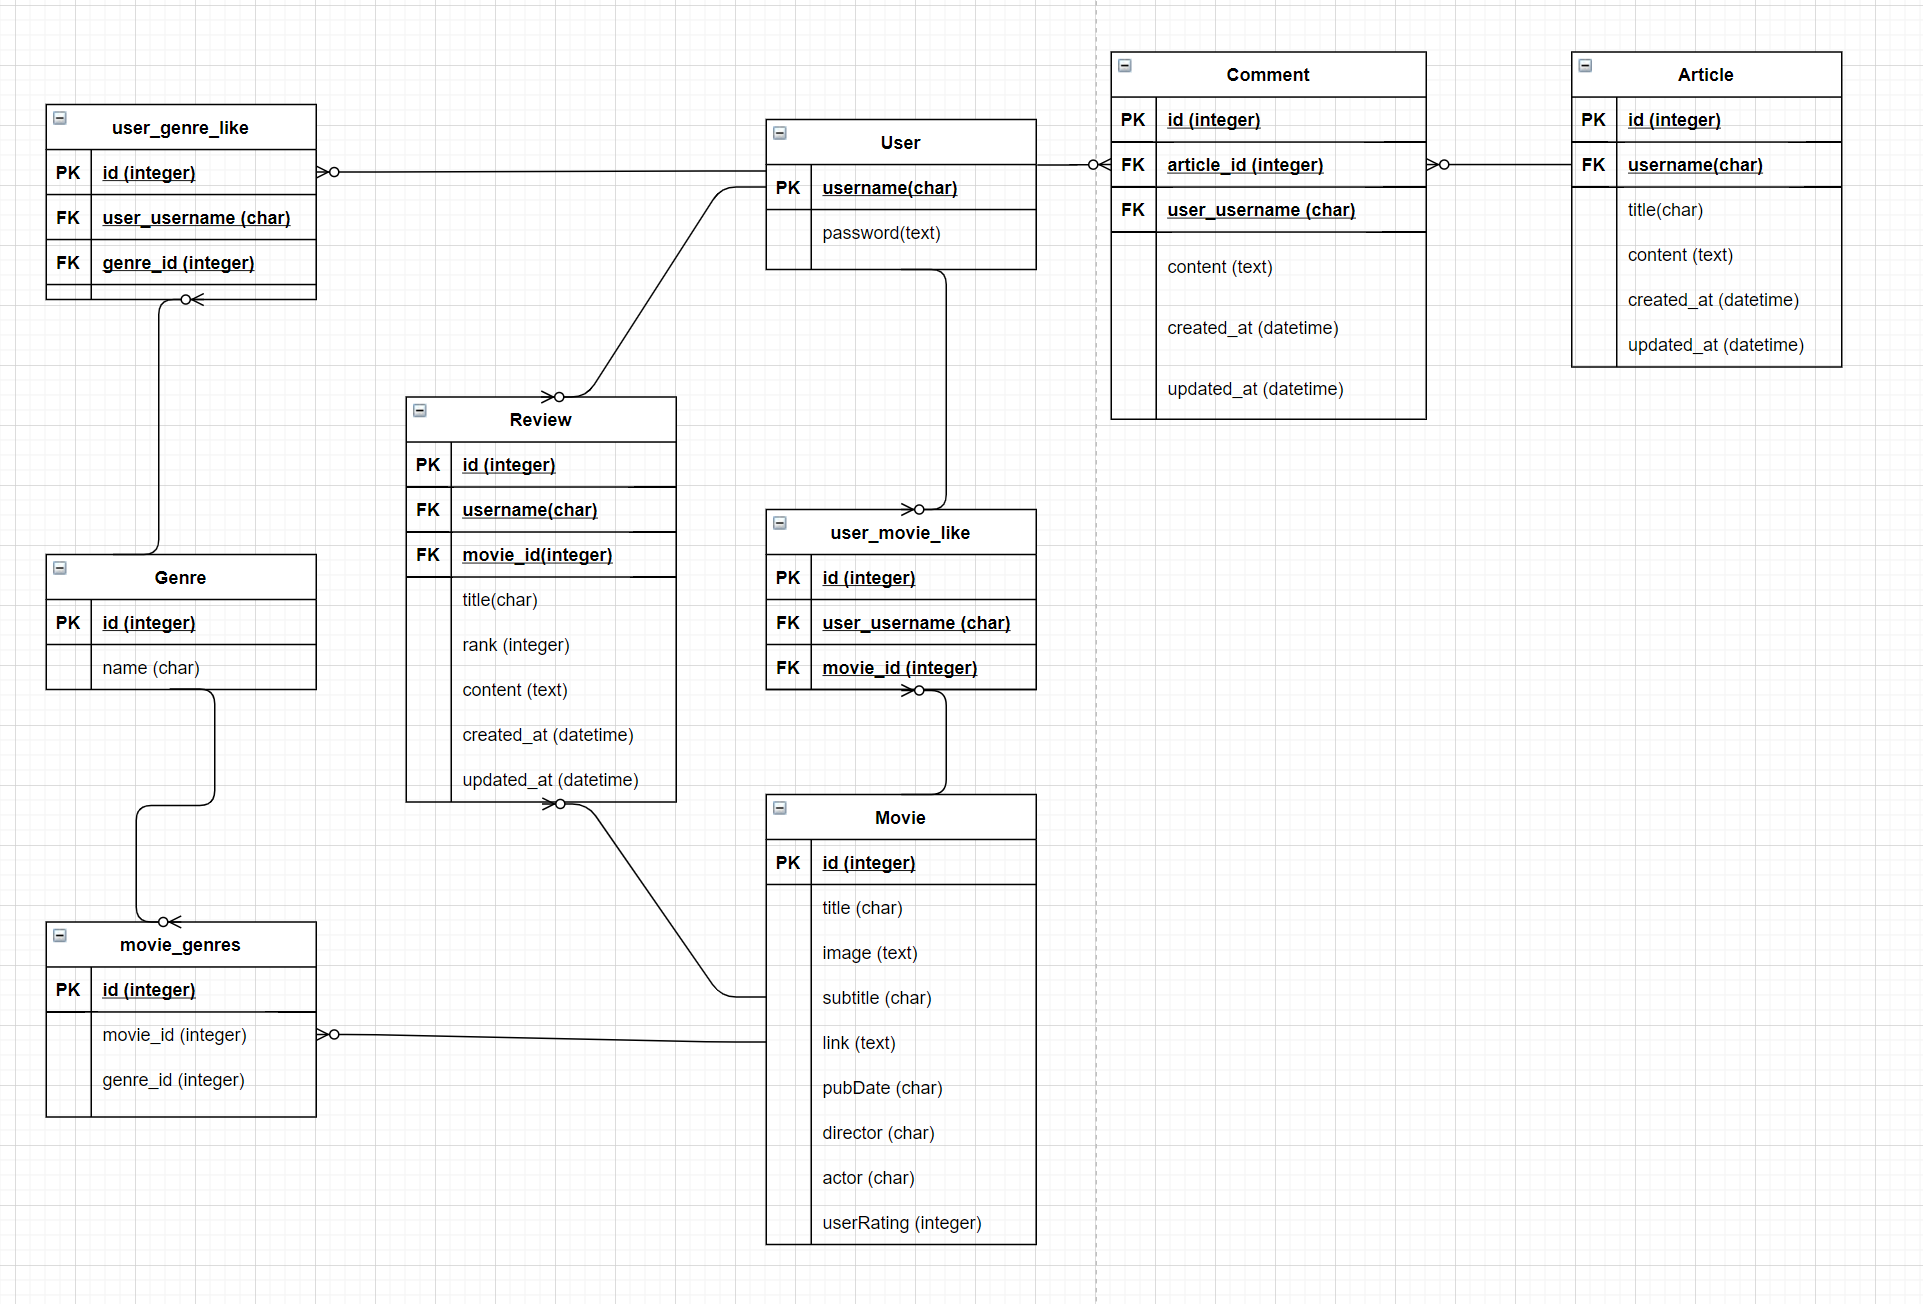 user_genre_like
PK id (integer)
FK user_username (char)
FK genre_id (integer)
User
PK username(char)
password(text)
Comment
PK id (integer)
FK article_id (integer)
FK user_username (char)
content (text)
created_at (datetime)
updated_at (datetime)
Article
PK id (integer)
FK username(char)
title(char)
content (text)
created_at (datetime)
updated_at (datetime)
Review
PK id (integer)
FK username(char)
FK movie_id(integer)
title(char)
rank (integer)
content (text)
created_at (datetime)
updated_at (datetime)
user_movie_like
PK id (integer)
FK user_username (char)
FK movie_id (integer)
Genre
PK id (integer)
name (char)
Movie
PK id (integer)
title (char)
image (text)
subtitle (char)
link (text)
pubDate (char)
director (char)
actor (char)
userRating (integer)
movie_genres
PK id (integer)
movie_id (integer)
genre_id (integer)